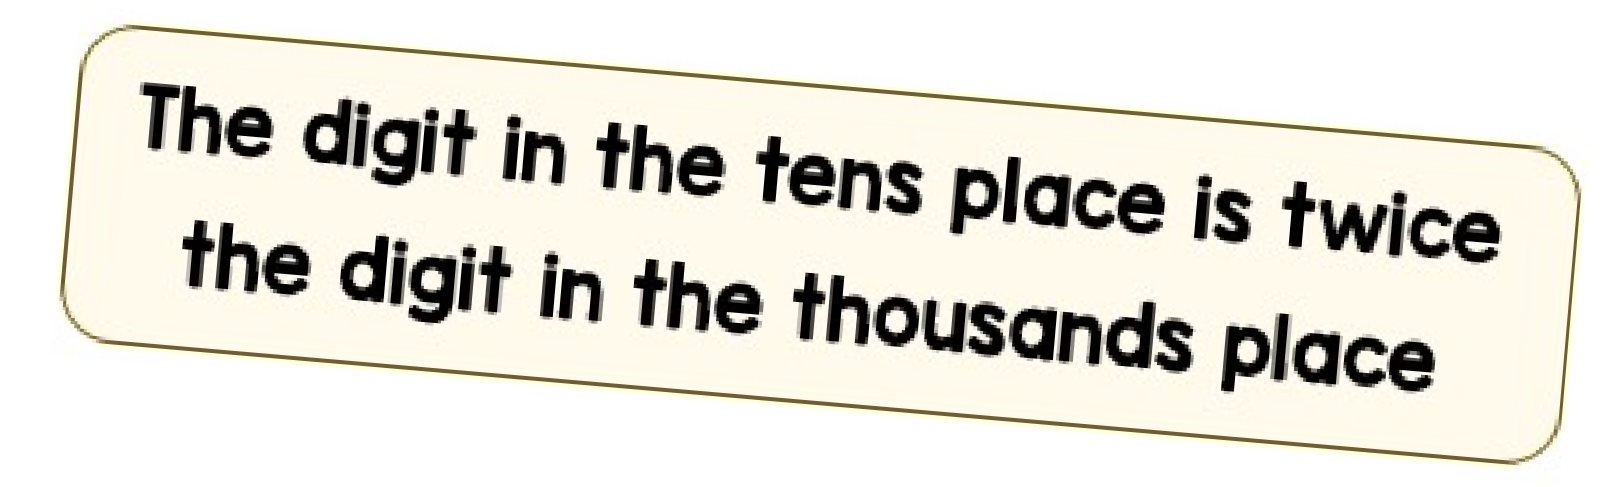 The digit in the tens place is twice
the digit in the thousands place